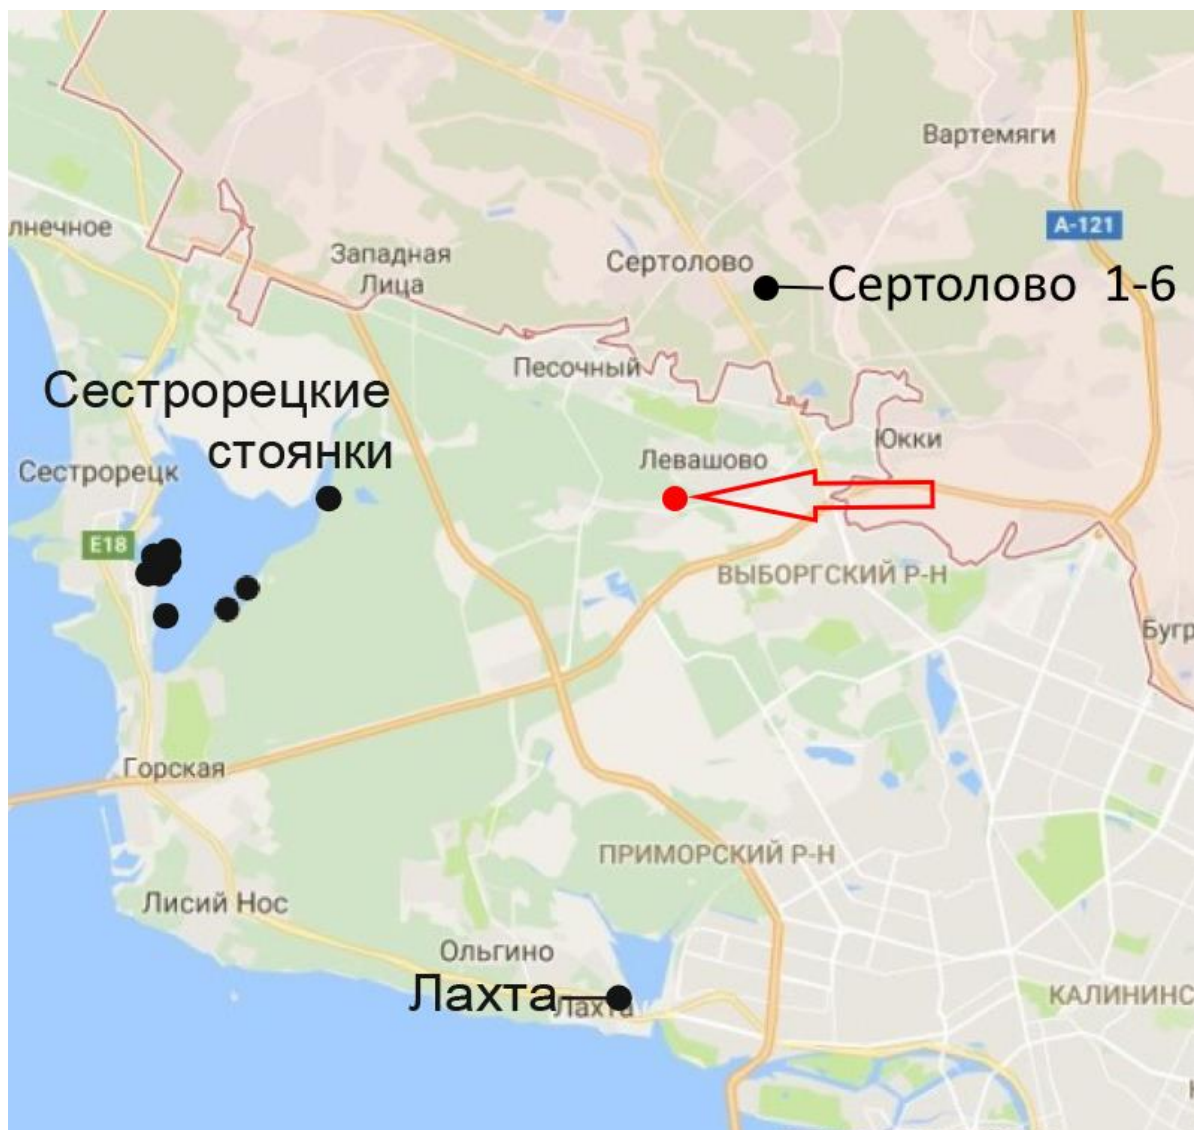 Вартемяги
А-121
лнечное
Западная
Лица
Сертолово
Сертолово 1-6
Песочный
Сестрорецкие
стоянки
Юкки
Левашово
Сестрорецк
E18
ВЫБОРГСКИЙ Р-Н
Бугр
Горская
ПРИМОРСКИЙ Р-Н
Лисий Нос
Ольгино
Лахта
Лахта
КАЛИНИНС